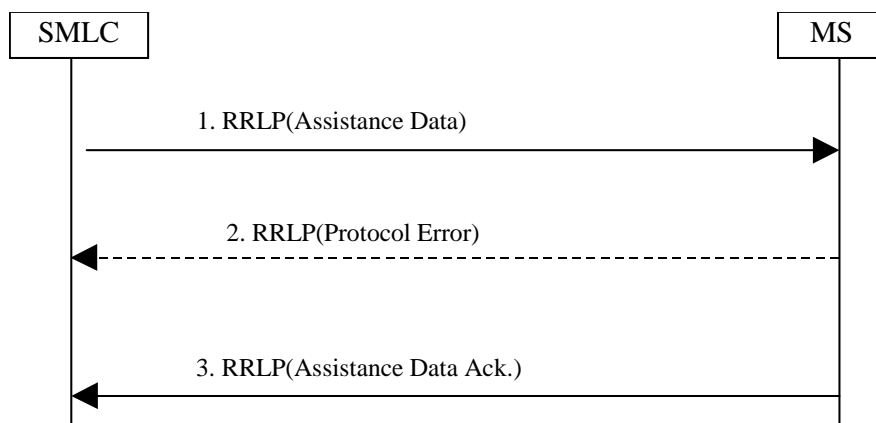 SMLC
MS
1. RRLP(Assistance Data)
2. RRLP(Protocol Error)
3. RRLP(Assistance Data Ack.)